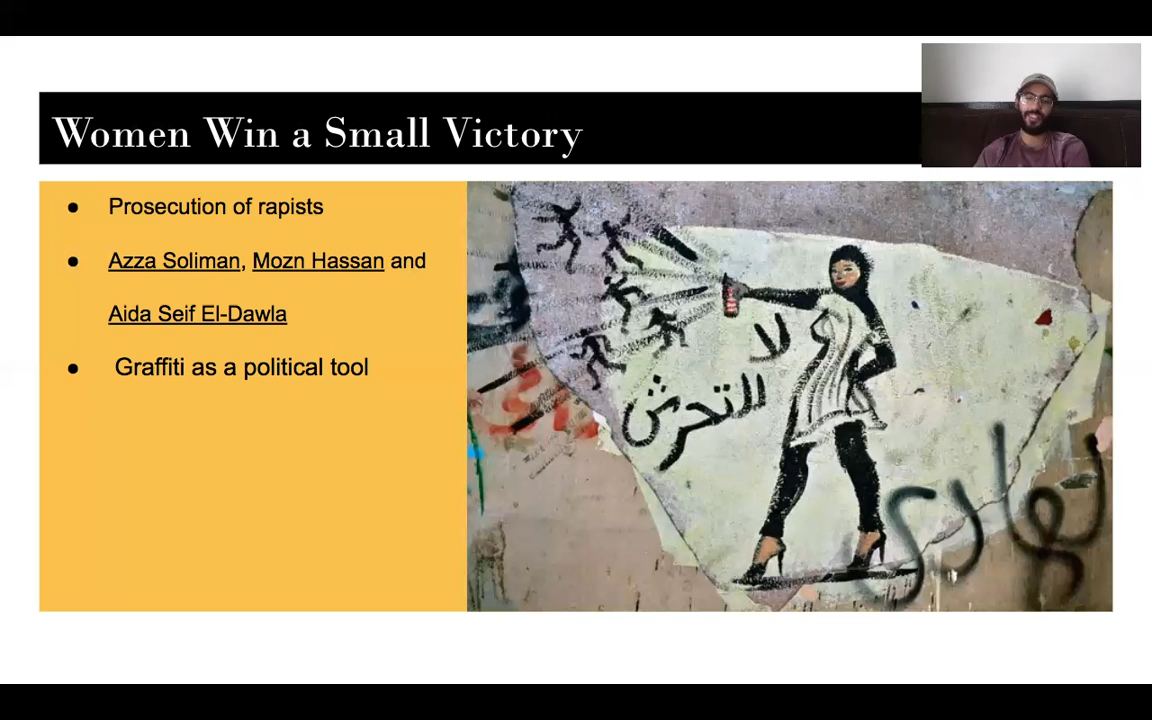 Women Win a Small Victory
● Prosecution of rapists
● Azza Soliman, Mozn Hassan and
Aida Seif El-Dawla
● Graffiti as a political tool
لا
للتحرش